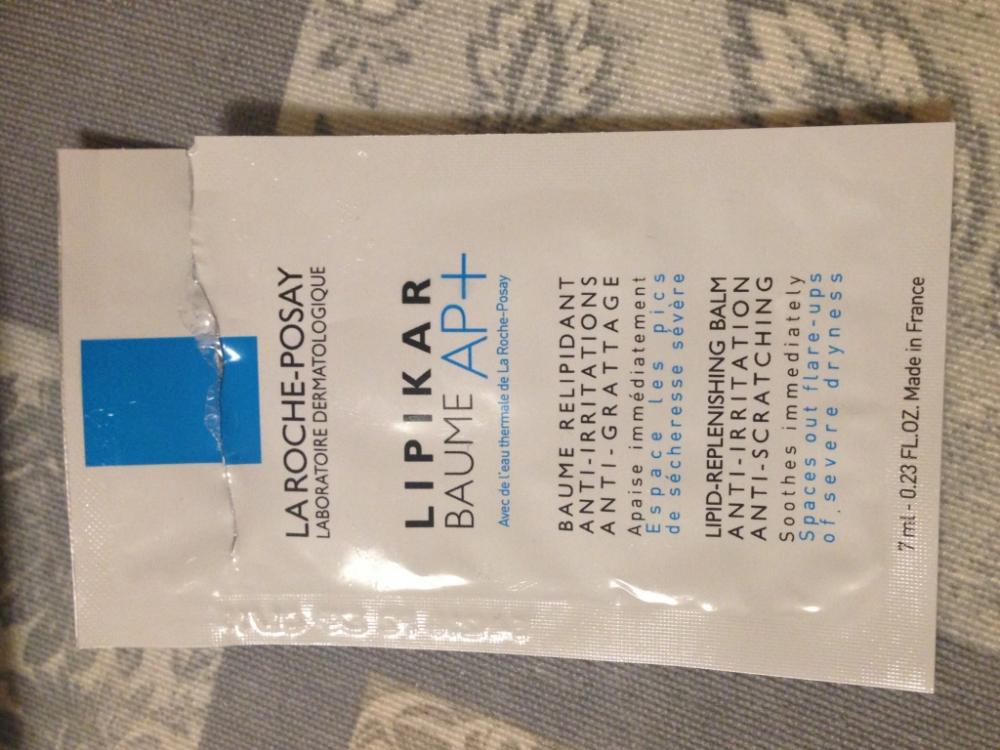 LA ROCHE-POSAY
LABORATOIRE DERMATOLOGIQUE
LIPIKAR
BAUME AP+
Avec de l'eau thermale de La Roche-Posay
BAUME RELIPIDANT
ANTI-IRRITATIONS
ANTI-GRATTAGE
Apaise immédiatement
Espace les pics
de sécheresse sévère
LIPID-REPLENISHING BALM
ANTI-IRRITATION
ANTI-SCRATCHING
Soothes immediately
Spaces out flare-ups
of severe dryness
7 ml - 0.23 FL.OZ. Made in France